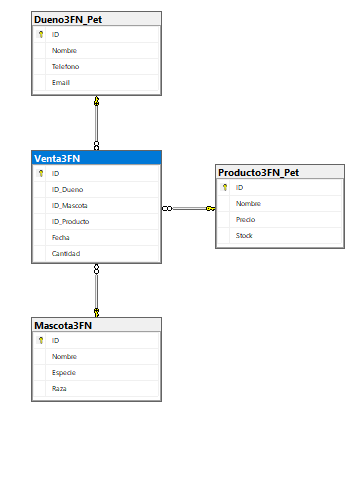 Dueno3FN_Pet
ID
Nombre
Telefono
Email
Venta3FN
ID
ID_Dueno
ID_Mascota
ID_Producto
Fecha
Cantidad
Producto3FN_Pet
ID
Nombre
Precio
Stock
Mascota3FN
ID
Nombre
Especie
Raza